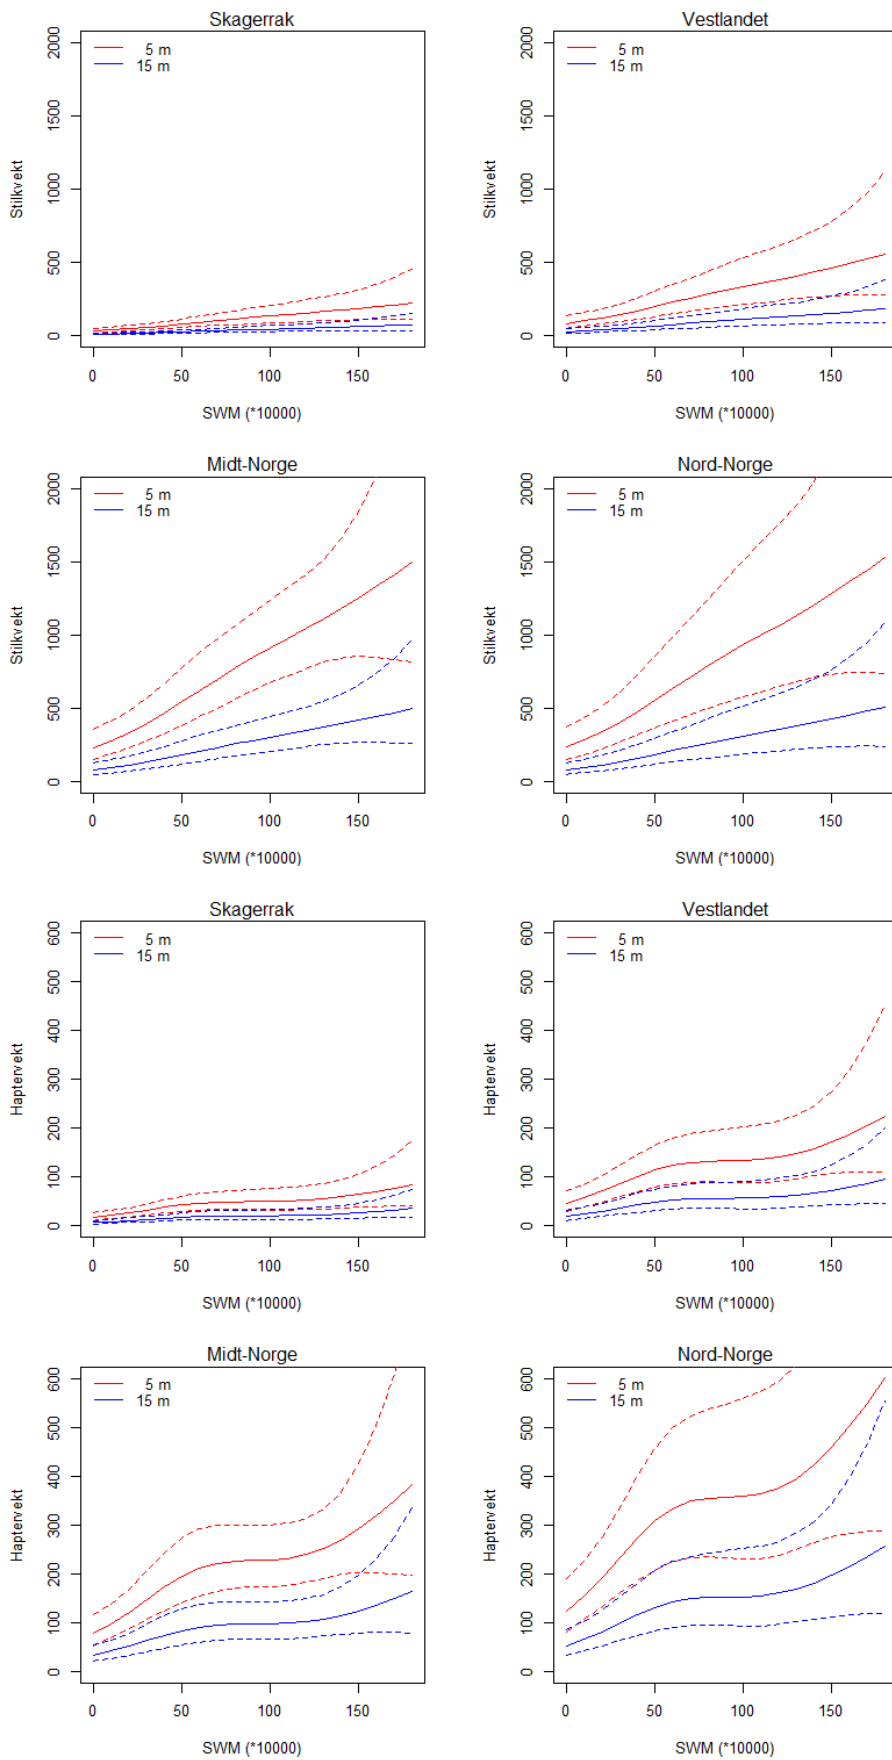 Skagerrak
5 m
15 m
2000
1500
1000
500
0
Stilkvekt
0 50 100 150
SWM (*10000)
Vestlandet
5 m
15 m
2000
1500
1000
500
0
Stilkvekt
0 50 100 150
SWM (*10000)
Midt-Norge
5 m
15 m
2000
1500
1000
500
0
Stilkvekt
0 50 100 150
SWM (*10000)
Nord-Norge
5 m
15 m
2000
1500
1000
500
0
Stilkvekt
0 50 100 150
SWM (*10000)
Skagerrak
5 m
15 m
600
500
400
300
200
100
0
Haptervekt
0 50 100 150
SWM (*10000)
Vestlandet
5 m
15 m
600
500
400
300
200
100
0
Haptervekt
0 50 100 150
SWM (*10000)
Midt-Norge
5 m
15 m
600
500
400
300
200
100
0
Haptervekt
0 50 100 150
SWM (*10000)
Nord-Norge
5 m
15 m
600
500
400
300
200
100
0
Haptervekt
0 50 100 150
SWM (*10000)